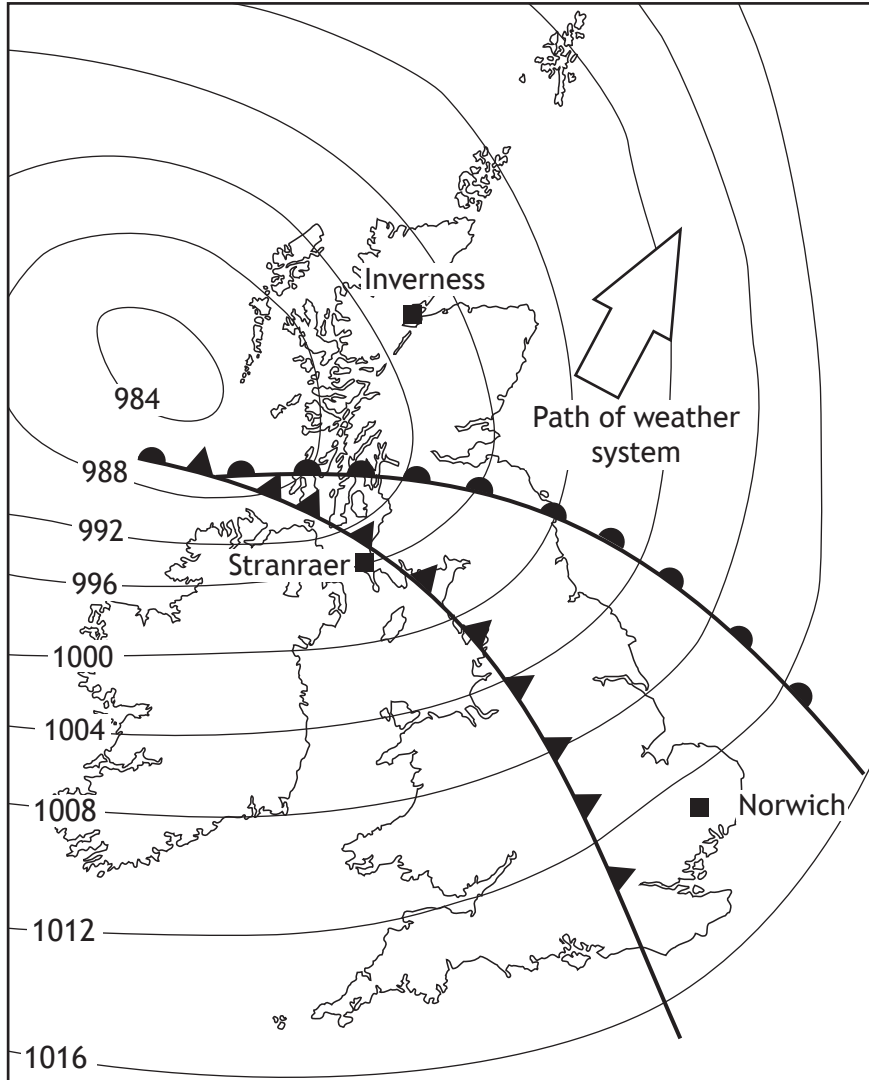 Inverness
984
Path of weather
system
988
992
Stranraer
996
1000
1004
1008
Norwich
1012
1016